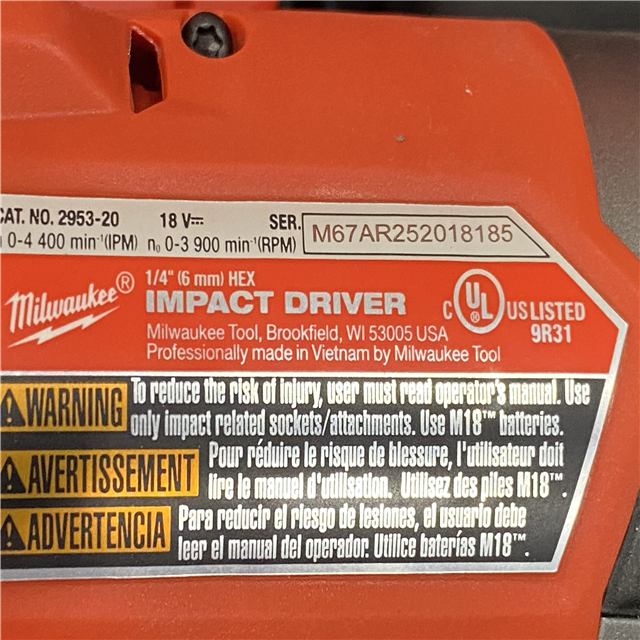 CAT. NO. 2953-20 18 V⎓ SER. M67AR252018185
0-4 400 min⁻¹(IPM) n₀ 0-3 900 min⁻¹(RPM)
1/4" (6 mm) HEX
Milwaukee® IMPACT DRIVER C UL US LISTED
Milwaukee Tool, Brookfield, WI 53005 USA 9R31
Professionally made in Vietnam by Milwaukee Tool
WARNING To reduce the risk of injury, user must read operator's manual. Use
only impact related sockets/attachments. Use M18™ batteries.
AVERTISSEMENT Pour réduire le risque de blessure, l'utilisateur doit
lire le manuel d'utilisation. Utilisez des piles M18™.
ADVERTENCIA Para reducir el riesgo de lesiones, el usuario debe
leer el manual del operador. Utilice baterías M18™.